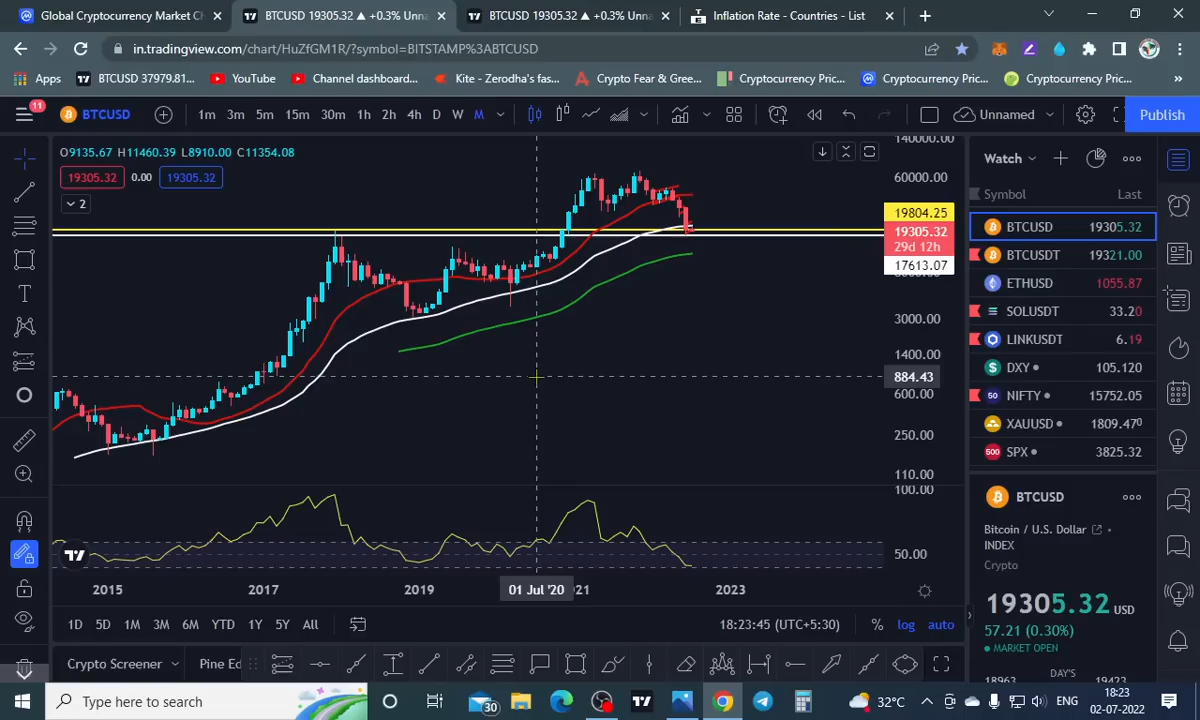 Global Cryptocurrency Market C
BTCUSD 19305.32 ▲ +0.3% Unna
BTCUSD 19305.32 ▲ +0.3% Unna
Inflation Rate - Countries - List
in.tradingview.com/chart/HuZfGM1R/?symbol=BITSTAMP%3ABTCUSD
Apps
BTCUSD 37979.81...
YouTube
Channel dashboard...
Kite - Zerodha's fas...
Crypto Fear & Gree...
Cryptocurrency Pric...
Cryptocurrency Pric...
Cryptocurrency Pric...
11
BTCUSD
1m 3m 5m 15m 30m 1h 2h 4h D W M
Unnamed
Publish
O9135.67 H11460.39 L8910.00 C11354.08
19305.32 0.00 19305.32
2
140000.00
60000.00
19804.25
19305.32
29d 12h
17613.07
3000.00
1400.00
884.43
600.00
250.00
110.00
100.00
50.00
2015 2017 2019 01 Jul '20 21 2023
1D 5D 1M 3M 6M YTD 1Y 5Y All
18:23:45 (UTC+5:30) % log auto
Crypto Screener
Pine Ed
Watch
Symbol Last
BTCUSD 19305.32
BTCUSDT 19321.00
ETHUSD 1055.87
SOLUSDT 33.20
LINKUSDT 6.19
DXY 105.120
50 NIFTY 15752.05
XAUUSD 1809.470
500 SPX 3825.32
BTCUSD
Bitcoin / U.S. Dollar
INDEX
Crypto
19305.32 USD
57.21 (0.30%)
MARKET OPEN
DAY'S
18963 19423
Type here to search
30
32°C
ENG
18:23
02-07-2022